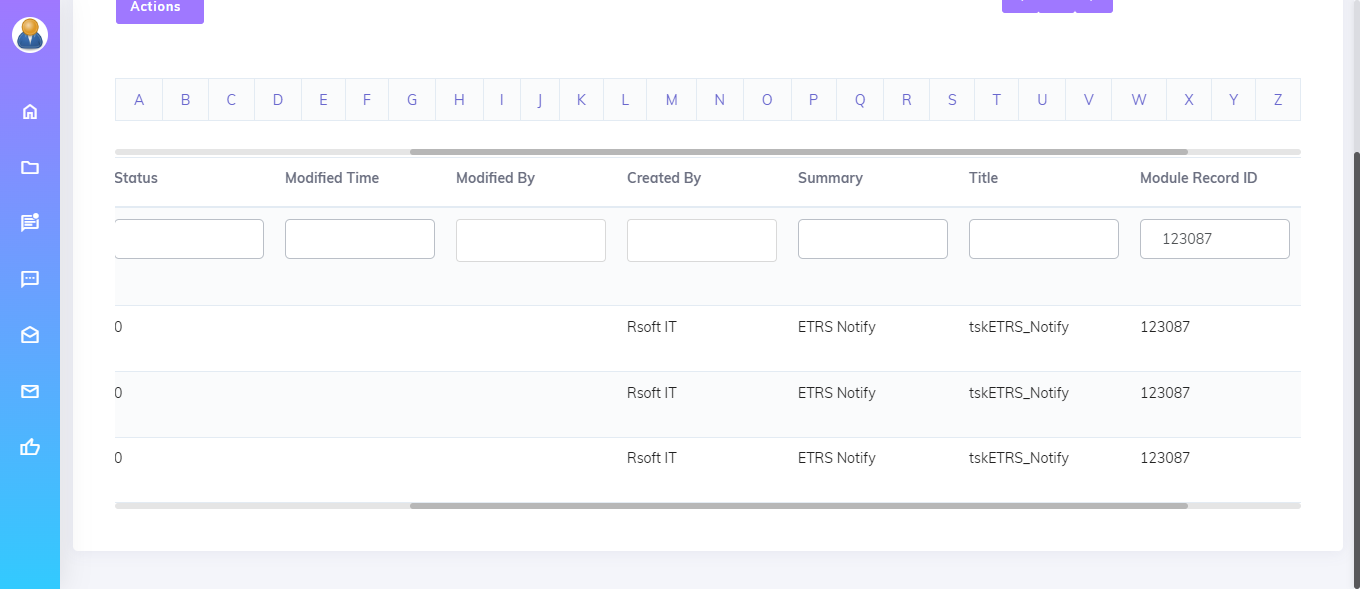 Actions
A B C D E F G H I J K L M N O P Q R S T U V W X Y Z
Status Modified Time Modified By Created By Summary Title Module Record ID
123087
0 Rsoft IT ETRS Notify tskETRS_Notify 123087
0 Rsoft IT ETRS Notify tskETRS_Notify 123087
0 Rsoft IT ETRS Notify tskETRS_Notify 123087